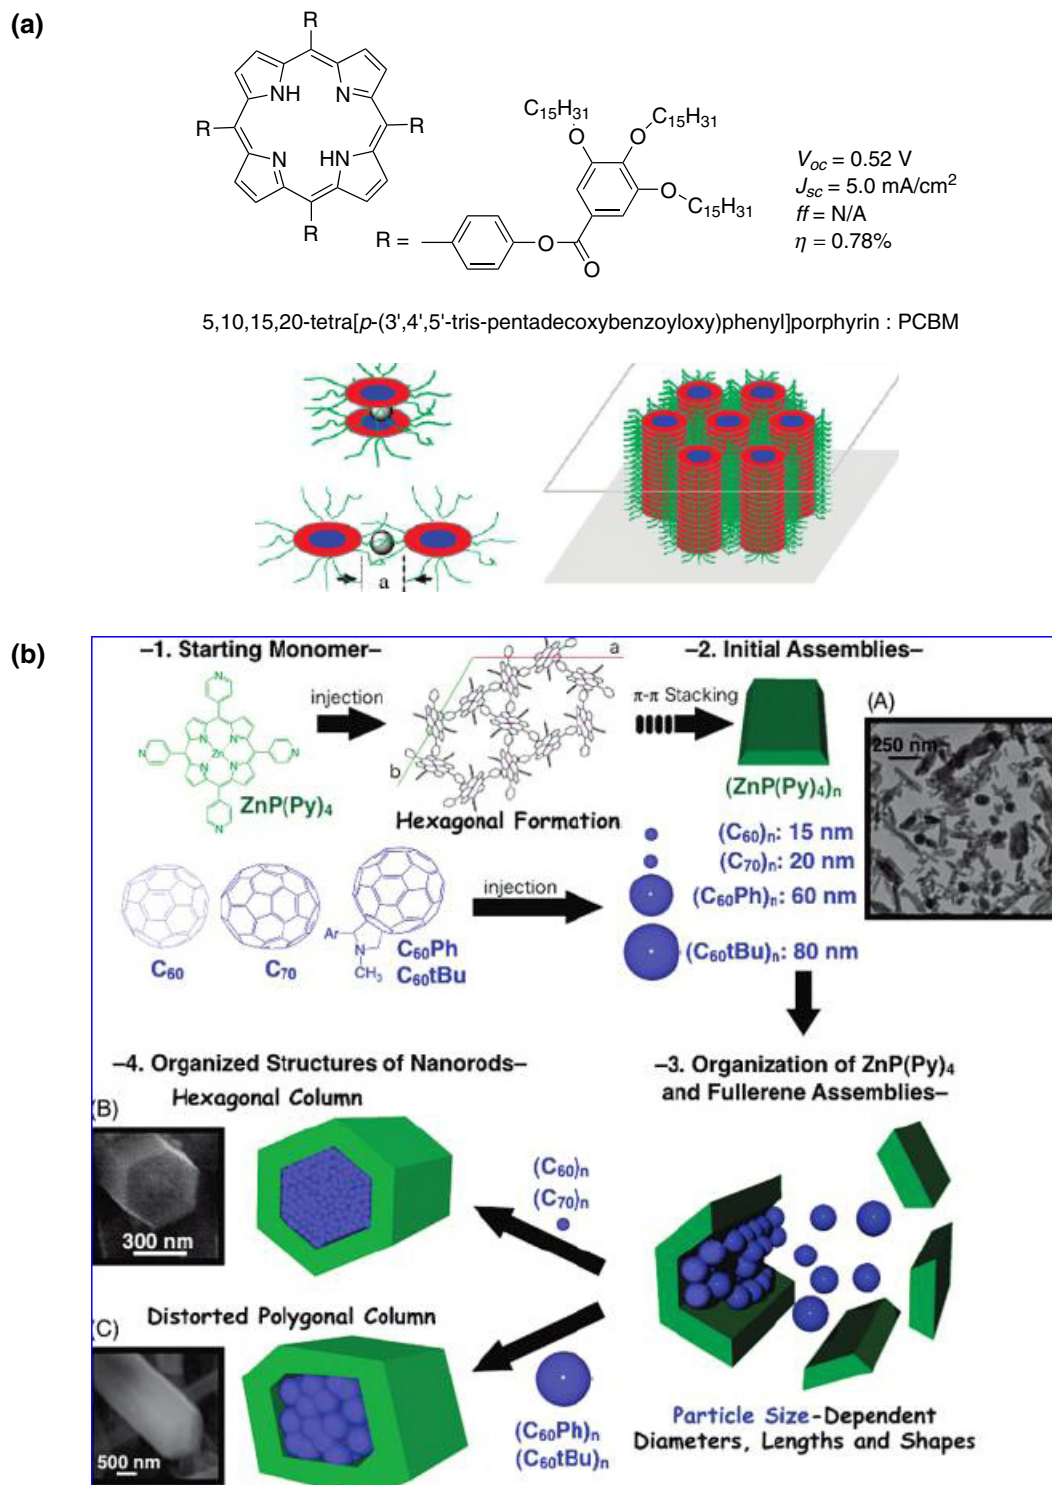 (a)
R
NH
N
R
R
N
HN
R
C₁₅H₃₁
C₁₅H₃₁
O
O
O
C₁₅H₃₁
R =
O
O
V_oc = 0.52 V
J_sc = 5.0 mA/cm²
ff = N/A
η = 0.78%
5,10,15,20-tetra[p-(3',4',5'-tris-pentadecoxybenzoyloxy)phenyl]porphyrin : PCBM
a
(b)
–1. Starting Monomer–
injection
a
b
Hexagonal Formation
N
N
N
Zn
N
N
N
N
N
ZnP(Py)₄
–2. Initial Assemblies–
π-π Stacking
(ZnP(Py)₄)ₙ
(A)
250 nm
(C₆₀)ₙ: 15 nm
(C₇₀)ₙ: 20 nm
(C₆₀Ph)ₙ: 60 nm
(C₆₀tBu)ₙ: 80 nm
injection
C₆₀
C₇₀
Ar
N
CH₃
C₆₀Ph
C₆₀tBu
–3. Organization of ZnP(Py)₄
and Fullerene Assemblies–
Particle Size-Dependent
Diameters, Lengths and Shapes
–4. Organized Structures of Nanorods–
Hexagonal Column
(B)
300 nm
(C₆₀)ₙ
(C₇₀)ₙ
Distorted Polygonal Column
(C)
500 nm
(C₆₀Ph)ₙ
(C₆₀tBu)ₙ